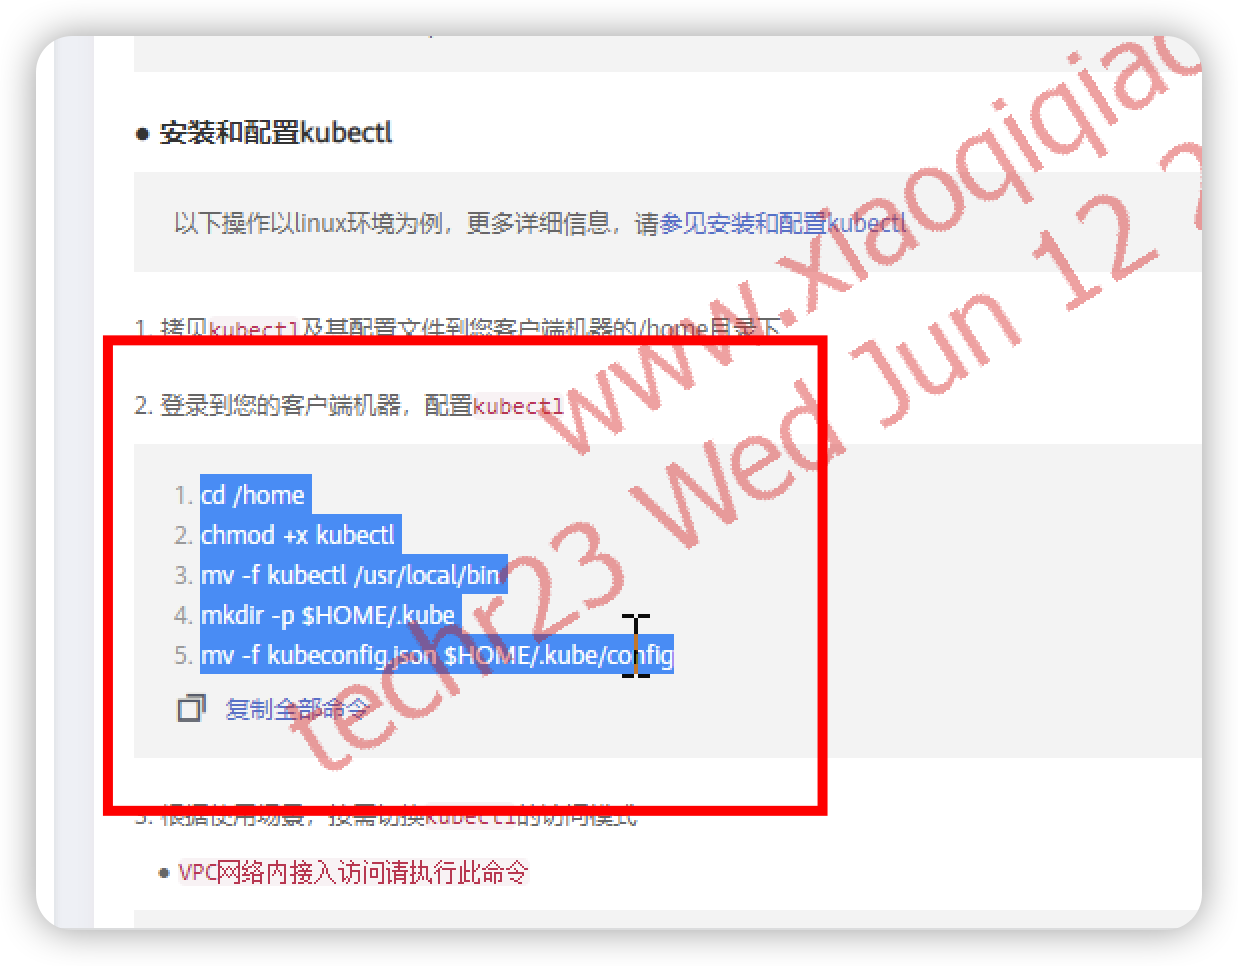 ● 安装和配置kubectl
以下操作以linux环境为例，更多详细信息，请参见安装和配置kubectl
1. 拷贝kubectl及其配置文件到您客户端机器的/home目录下
2. 登录到您的客户端机器，配置kubectl
1. cd /home
2. chmod +x kubectl
3. mv -f kubectl /usr/local/bin
4. mkdir -p $HOME/.kube
5. mv -f kubeconfig.json $HOME/.kube/config
复制全部命令
3. 根据使用场景，按需切换kubectl的访问模式
● VPC网络内接入访问请执行此命令
www.xiaoqiqiao
techr23 Wed Jun 12 2